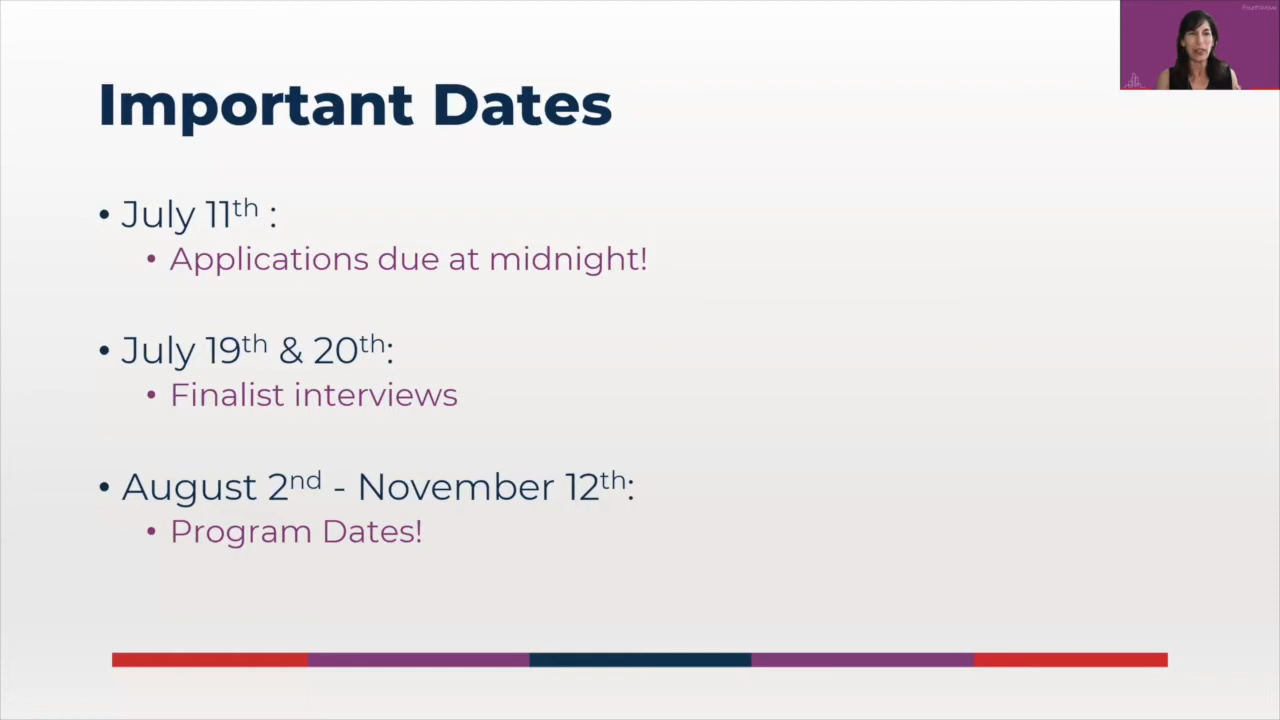 Important Dates
• July 11th :
• Applications due at midnight!
• July 19th & 20th:
• Finalist interviews
• August 2nd - November 12th:
• Program Dates!